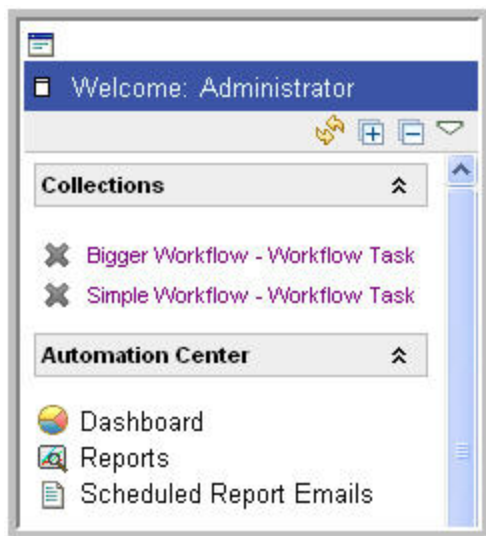 Welcome: Administrator
Collections
Bigger Workflow - Workflow Task
Simple Workflow - Workflow Task
Automation Center
Dashboard
Reports
Scheduled Report Emails